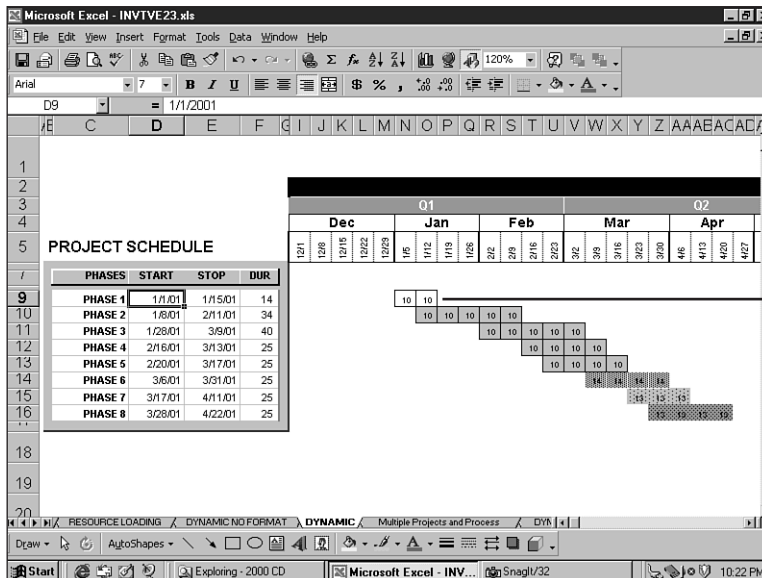 Microsoft Excel - INVTVE23.xls
File Edit View Insert Format Tools Data Window Help
120%
Arial 7 B I U $ % ,
D9 = 1/1/2001
C D E F G I J K L M N O P Q R S T U V W X Y Z AA AB AC AD
1
2
3 Q1 Q2
4 Dec Jan Feb Mar Apr
5 PROJECT SCHEDULE 12/1 12/8 12/15 12/22 12/29 1/5 1/12 1/19 1/26 2/2 2/9 2/16 2/23 3/2 3/9 3/16 3/23 3/30 4/6 4/13 4/20 4/27
PHASES START STOP DUR
9 PHASE 1 1/1/01 1/15/01 14 10 10
10 PHASE 2 1/8/01 2/11/01 34 10 10 10 10 10
11 PHASE 3 1/28/01 3/9/01 40 10 10 10 10 10
12 PHASE 4 2/16/01 3/13/01 25 10 10 10 10
13 PHASE 5 2/20/01 3/17/01 25 10 10 10 10
14 PHASE 6 3/6/01 3/31/01 25 14 14 14 14
15 PHASE 7 3/17/01 4/11/01 25 13 13 13
16 PHASE 8 3/28/01 4/22/01 25
18
19
20
RESOURCE LOADING DYNAMIC NO FORMAT DYNAMIC Multiple Projects and Process DYN
Draw AutoShapes
Start Exploring - 2000 CD Microsoft Excel - INV... SnagIt/32 10:22 PM